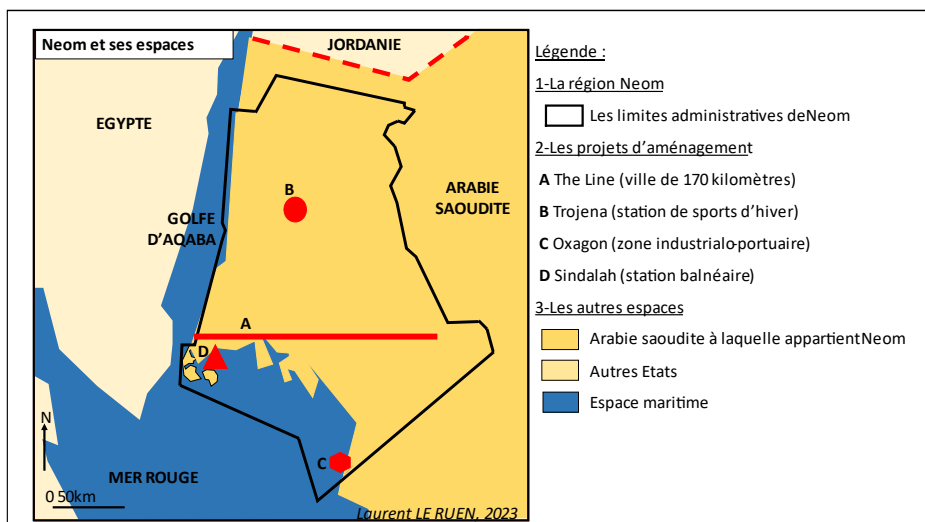 Neom et ses espaces
JORDANIE
EGYPTE
B
ARABIE
SAOUDITE
GOLFE
D'AQABA
A
D
C
N
MER ROUGE
0 50km
Laurent LE RUEN, 2023
Légende :
1-La région Neom
Les limites administratives deNeom
2-Les projets d'aménagement
A The Line (ville de 170 kilomètres)
B Trojena (station de sports d'hiver)
C Oxagon (zone industrialo-portuaire)
D Sindalah (station balnéaire)
3-Les autres espaces
Arabie saoudite à laquelle appartientNeom
Autres Etats
Espace maritime